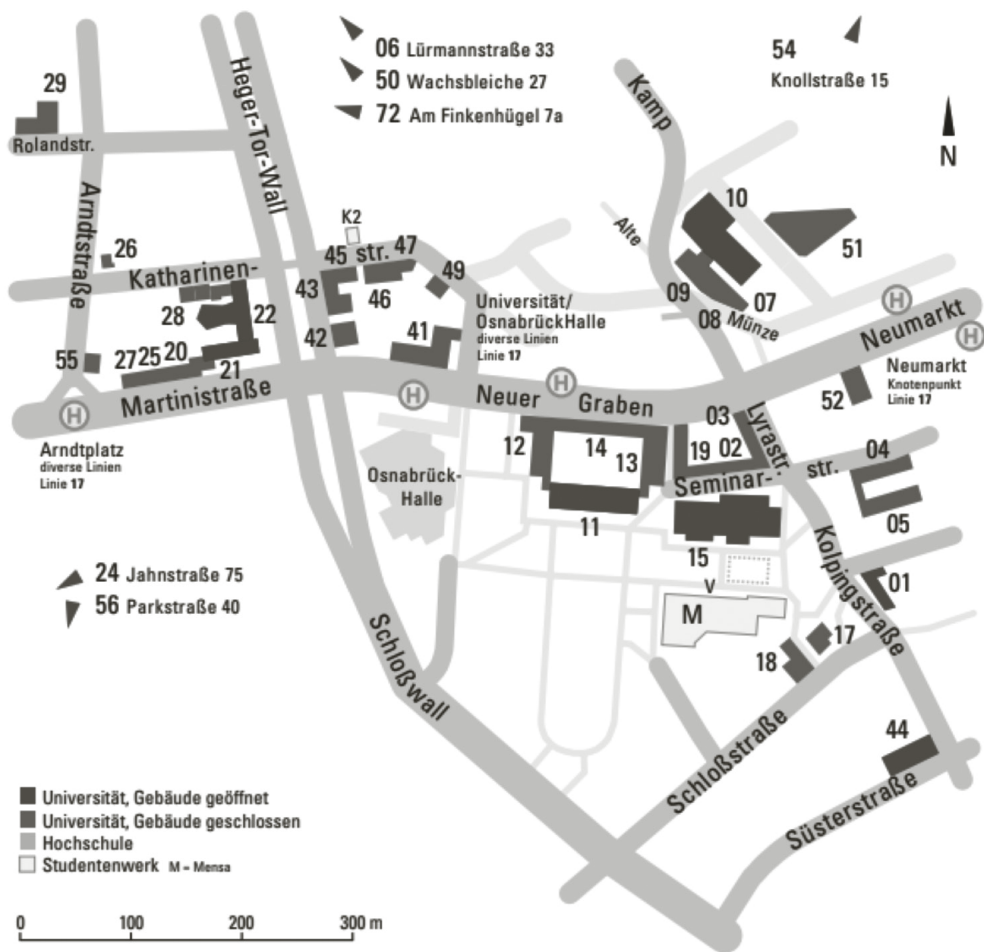 06 Lürmannstraße 33
50 Wachsbleiche 27
72 Am Finkenhügel 7a
54
Knollstraße 15
N
29
Rolandstr.
Heger-Tor-Wall
Kamp
10
51
Arndtstraße
26
Katharinen-
str.
K2
45
47
49
43
46
42
41
Alte
Münze
09
08
07
28
22
20
21
27 25
55
Martinistraße
H
Arndtplatz
diverse Linien
Linie 17
Universität/
OsnabrückHalle
diverse Linien
Linie 17
H
H
Neuer Graben
H
Neumarkt
H
Neumarkt
Knotenpunkt
Linie 17
52
03
Lyrastr.
19 02
12
14
13
11
Osnabrück-
Halle
Seminar-
str.
04
05
15
V
M
Kolpingstraße
01
17
18
44
24 Jahnstraße 75
56 Parkstraße 40
Schloßwall
Schloßstraße
Süsterstraße
Universität, Gebäude geöffnet
Universität, Gebäude geschlossen
Hochschule
Studentenwerk M = Mensa
0 100 200 300 m